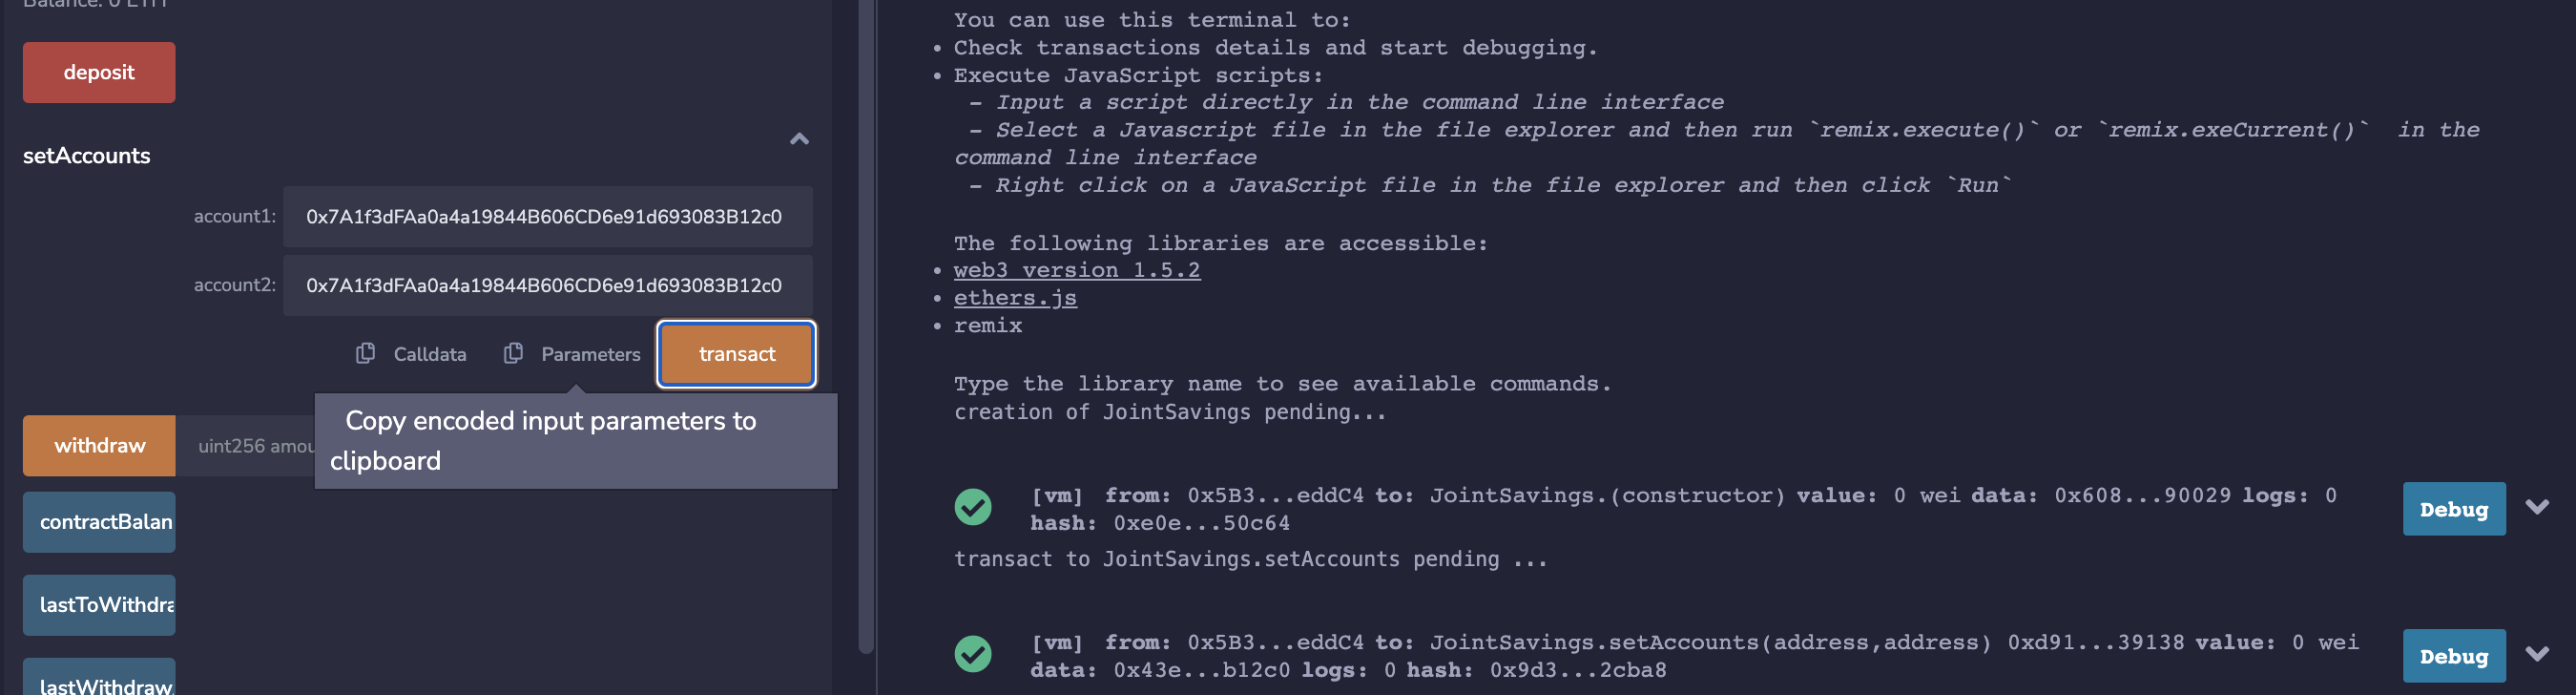 Balance: 0 ETH
deposit
setAccounts
account1: 0x7A1f3dFAa0a4a19844B606CD6e91d693083B12c0
account2: 0x7A1f3dFAa0a4a19844B606CD6e91d693083B12c0
Calldata Parameters transact
Copy encoded input parameters to
clipboard
withdraw uint256 amou
contractBalan
lastToWithdra
lastWithdraw
You can use this terminal to:
• Check transactions details and start debugging.
• Execute JavaScript scripts:
- Input a script directly in the command line interface
- Select a Javascript file in the file explorer and then run `remix.execute()` or `remix.exeCurrent()` in the
command line interface
- Right click on a JavaScript file in the file explorer and then click `Run`
The following libraries are accessible:
• web3 version 1.5.2
• ethers.js
• remix
Type the library name to see available commands.
creation of JointSavings pending...
[vm] from: 0x5B3...eddC4 to: JointSavings.(constructor) value: 0 wei data: 0x608...90029 logs: 0
hash: 0xe0e...50c64
Debug
transact to JointSavings.setAccounts pending ...
[vm] from: 0x5B3...eddC4 to: JointSavings.setAccounts(address,address) 0xd91...39138 value: 0 wei
data: 0x43e...b12c0 logs: 0 hash: 0x9d3...2cba8
Debug